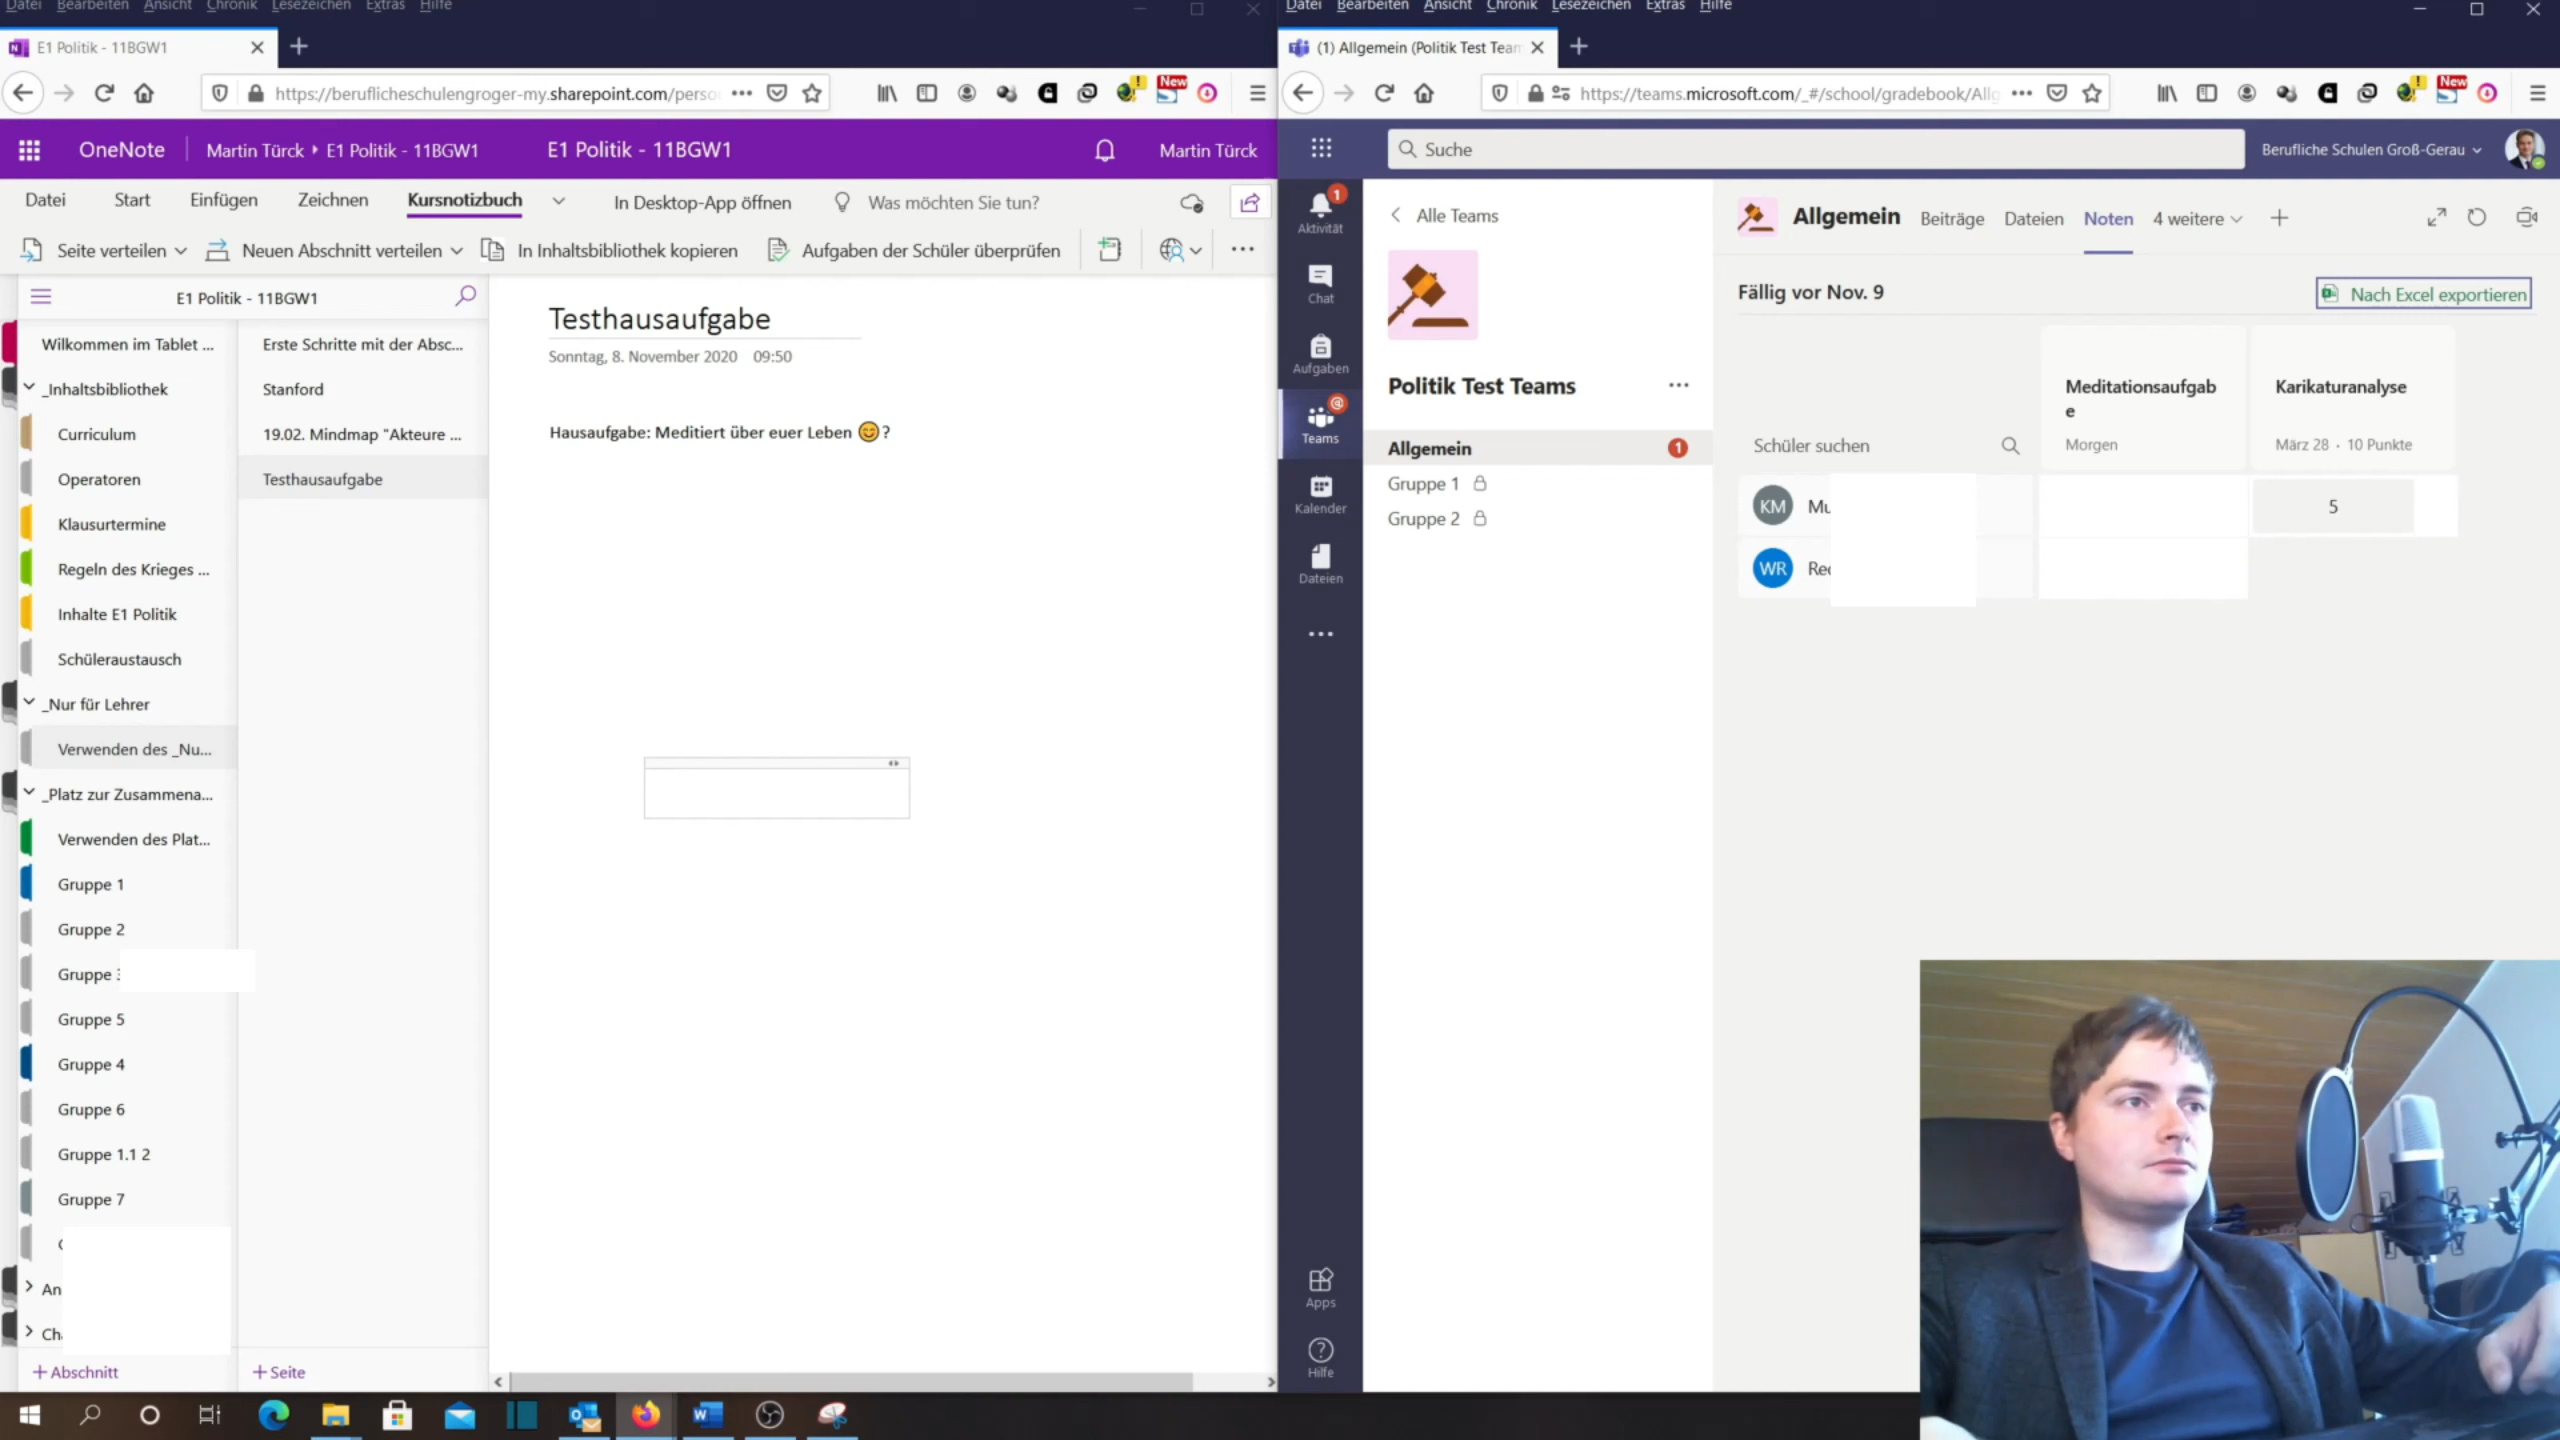 Datei Bearbeiten Ansicht Chronik Lesezeichen Extras Hilfe
E1 Politik - 11BGW1
https://beruflicheschulengroger-my.sharepoint.com/perso
New
OneNote
Martin Türck E1 Politik - 11BGW1
E1 Politik - 11BGW1
Martin Türck
Datei Start Einfügen Zeichnen Kursnotizbuch In Desktop-App öffnen Was möchten Sie tun?
Seite verteilen Neuen Abschnitt verteilen In Inhaltsbibliothek kopieren Aufgaben der Schüler überprüfen
E1 Politik - 11BGW1
Wilkommen im Tablet ...
_Inhaltsbibliothek
Curriculum
Operatoren
Klausurtermine
Regeln des Krieges ...
Inhalte E1 Politik
Schüleraustausch
_Nur für Lehrer
Verwenden des _Nu...
_Platz zur Zusammena...
Verwenden des Plat...
Gruppe 1
Gruppe 2
Gruppe
Gruppe 5
Gruppe 4
Gruppe 6
Gruppe 1.1 2
Gruppe 7
An
+ Abschnitt
Erste Schritte mit der Absc...
Stanford
19.02. Mindmap "Akteure ...
Testhausaufgabe
+ Seite
Testhausaufgabe
Sonntag, 8. November 2020 09:50
Hausaufgabe: Meditiert über euer Leben 😊?
Datei Bearbeiten Ansicht Chronik Lesezeichen Extras Hilfe
(1) Allgemein (Politik Test Team
https://teams.microsoft.com/_#/school/gradebook/Allg
New
Suche
Berufliche Schulen Groß-Gerau
1
Aktivität
Chat
Aufgaben
Teams
Kalender
Dateien
Apps
Hilfe
Alle Teams
Politik Test Teams
Allgemein 1
Gruppe 1
Gruppe 2
Allgemein Beiträge Dateien Noten 4 weitere
Fällig vor Nov. 9
Nach Excel exportieren
Meditationsaufgab
e
Morgen
Karikaturanalyse
März 28 · 10 Punkte
Schüler suchen
KM Mu
5
WR Rec